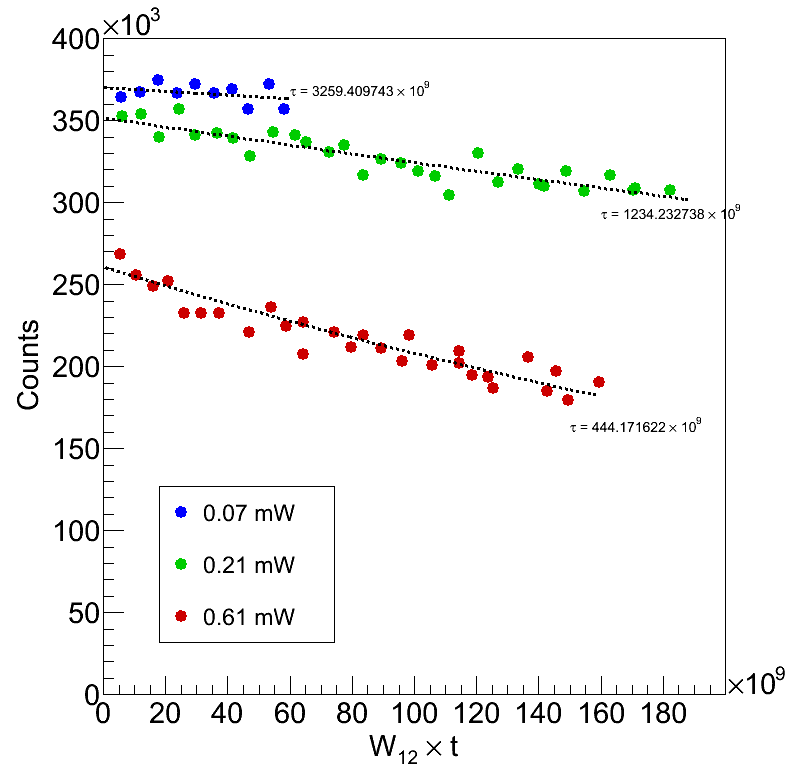 ×10³
400
350
300
250
200
150
100
50
0
Counts
τ = 3259.409743 × 10⁹
τ = 1234.232738 × 10⁹
τ = 444.171622 × 10⁹
0.07 mW
0.21 mW
0.61 mW
0 20 40 60 80 100 120 140 160 180
×10⁹
W₁₂ × t